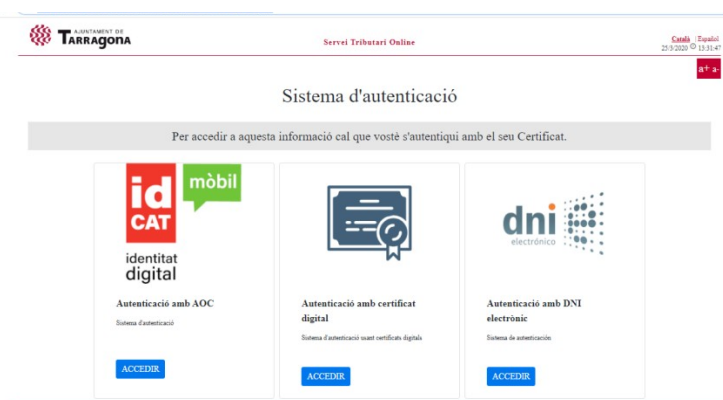 AJUNTAMENT DE
TARRAGONA
Servei Tributari Online
Català | Español
25/3/2020 13:31:47
a+ a-
Sistema d'autenticació
Per accedir a aquesta informació cal que vostè s'autentiqui amb el seu Certificat.
id
CAT
mòbil
identitat
digital
Autenticació amb AOC
Sistema d'autenticació
ACCEDIR
Autenticació amb certificat
digital
Sistema d'autenticació usant certificats digitals
ACCEDIR
dni
electrónico
Autenticació amb DNI
electrònic
Sistema de autenticación
ACCEDIR